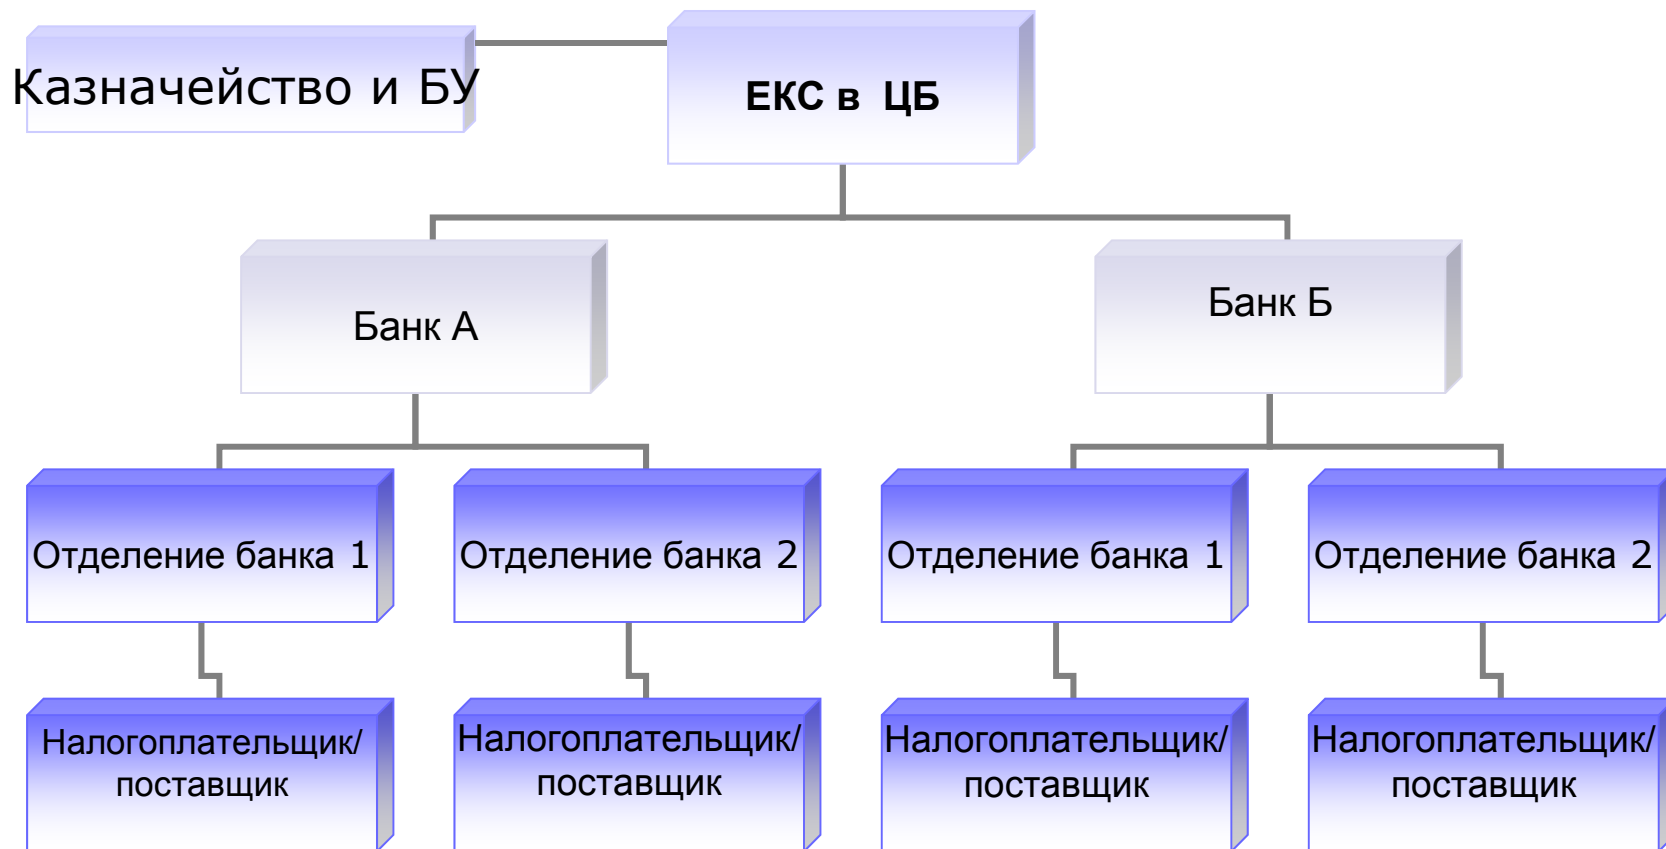 Казначейство и БУ
ЕКС в ЦБ
Банк А
Банк Б
Отделение банка 1
Отделение банка 2
Отделение банка 1
Отделение банка 2
Налогоплательщик/
поставщик
Налогоплательщик/
поставщик
Налогоплательщик/
поставщик
Налогоплательщик/
поставщик